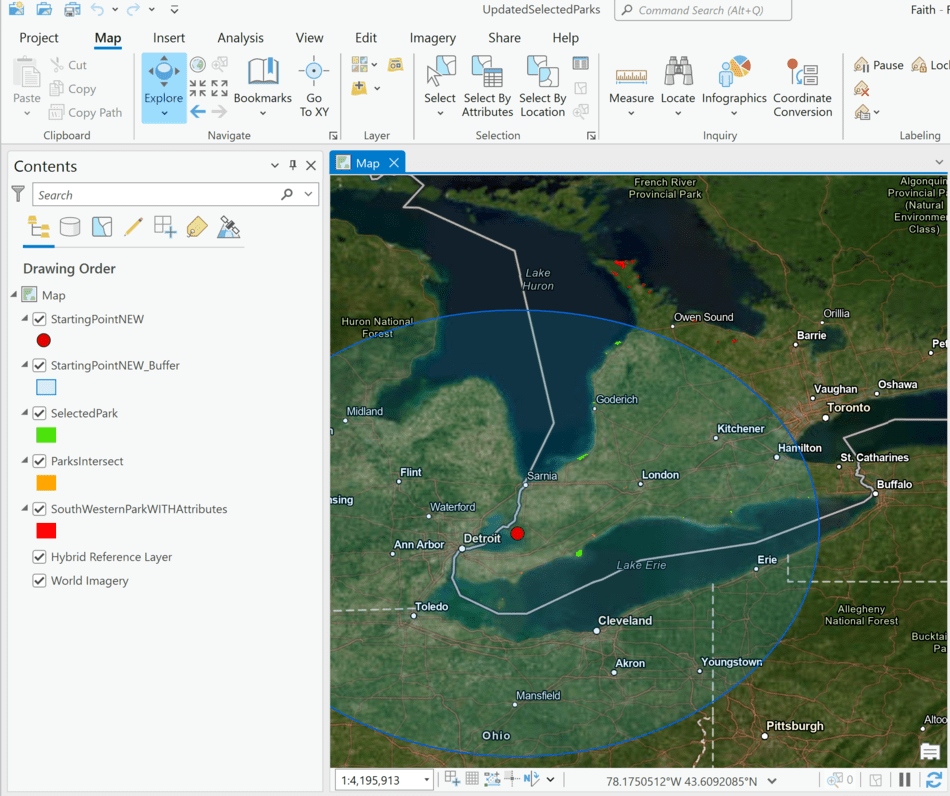 UpdatedSelectedParks
Command Search (Alt+Q)
Faith -
Project
Map
Insert
Analysis
View
Edit
Imagery
Share
Help
Paste
Cut
Copy
Copy Path
Clipboard
Explore
Bookmarks
Go
To XY
Navigate
Layer
Select
Select By
Attributes
Select By
Location
Selection
Measure
Locate
Infographics
Coordinate
Conversion
Inquiry
Pause
Loc
Labeling
Contents
Search
Drawing Order
Map
StartingPointNEW
StartingPointNEW_Buffer
SelectedPark
ParksIntersect
SouthWesternParkWITHAttributes
Hybrid Reference Layer
World Imagery
Map
French River
Provincial Park
Algonquin
Provincial P
(Natural
Environme
Class)
Lake
Huron
Huron National
Forest
Owen Sound
Orillia
Barrie
Pet
Midland
Goderich
Vaughan
Oshawa
Toronto
Kitchener
Hamilton
St. Catharines
Flint
Sarnia
London
Buffalo
nsing
Waterford
Detroit
Ann Arbor
Lake Erie
Erie
Toledo
Cleveland
Allegheny
National Forest
Bucktai
Pa
Akron
Youngstown
Mansfield
Ohio
Pittsburgh
Altoo
1:4,195,913
78.1750512°W 43.6092085°N
0